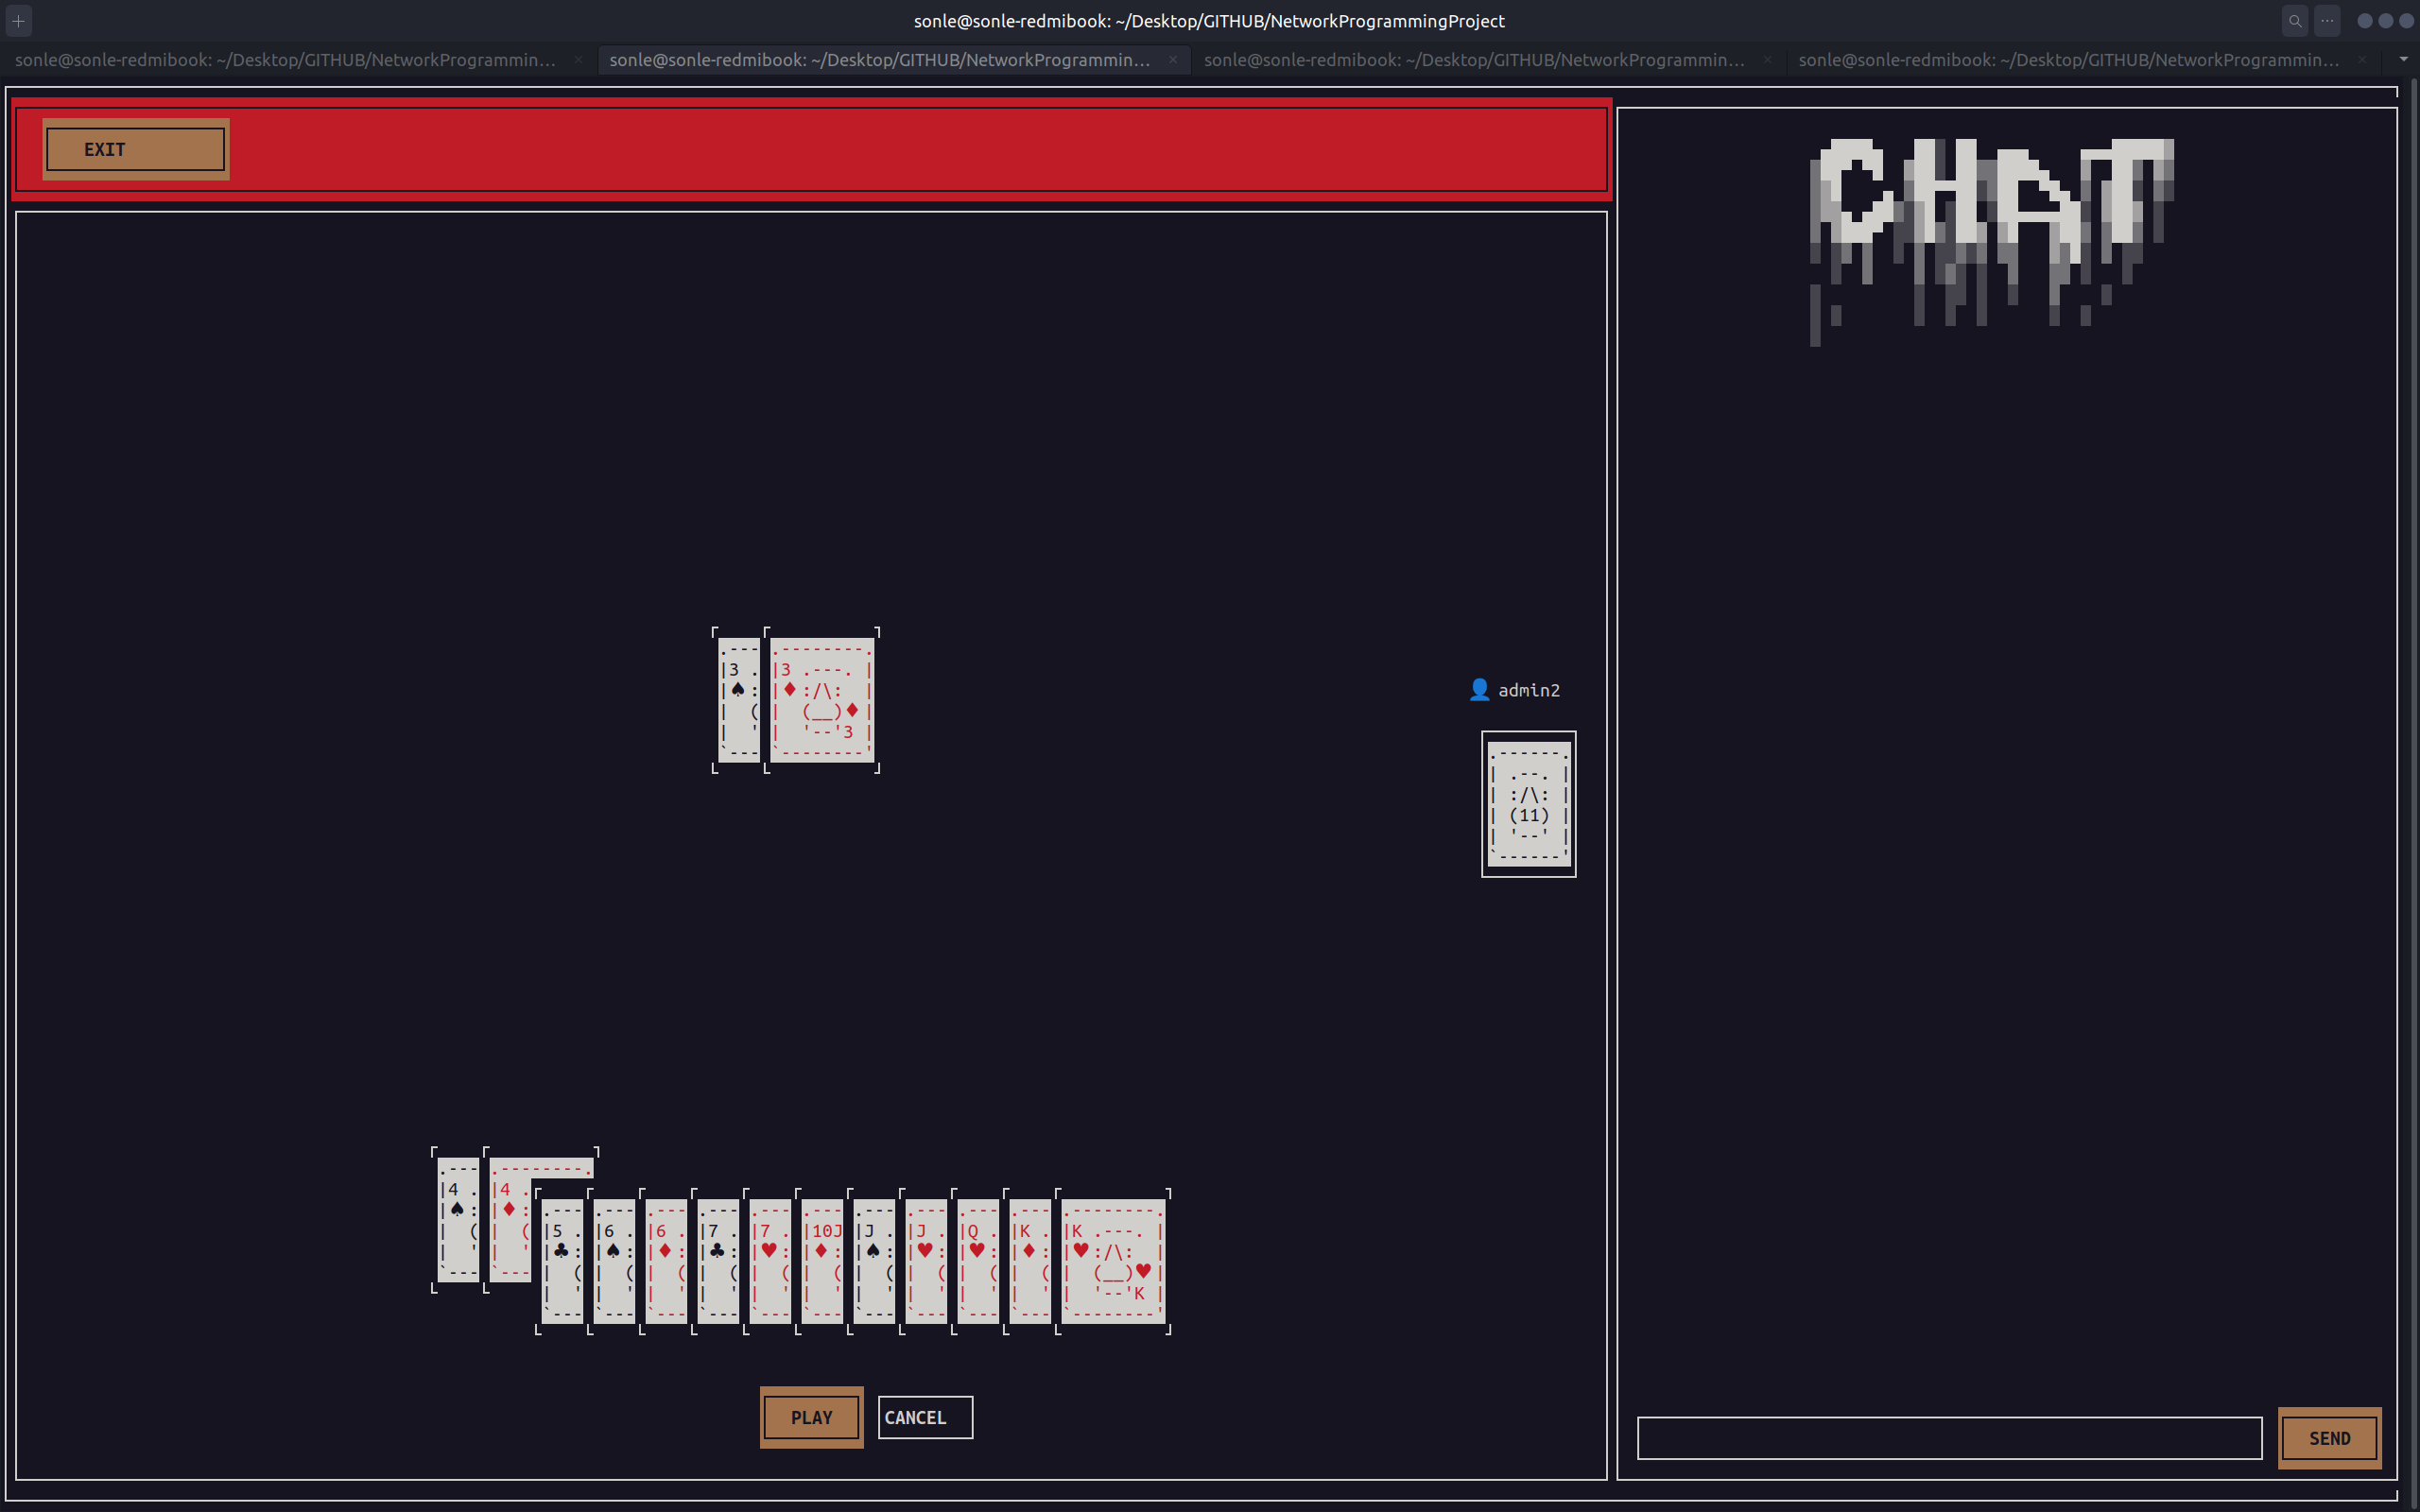 sonle@sonle-redmibook: ~/Desktop/GITHUB/NetworkProgrammingProject
sonle@sonle-redmibook: ~/Desktop/GITHUB/NetworkProgrammin…
sonle@sonle-redmibook: ~/Desktop/GITHUB/NetworkProgrammin…
sonle@sonle-redmibook: ~/Desktop/GITHUB/NetworkProgrammin…
sonle@sonle-redmibook: ~/Desktop/GITHUB/NetworkProgrammin…
EXIT
CHAT
3 3
♠ ♦
♦
3
admin2
(11)
4 4
♠ ♦
5 6 6 7 7 10J J J Q K K
♣ ♠ ♦ ♣ ♥ ♦ ♠ ♥ ♥ ♦ ♥
♥
K
PLAY CANCEL
SEND